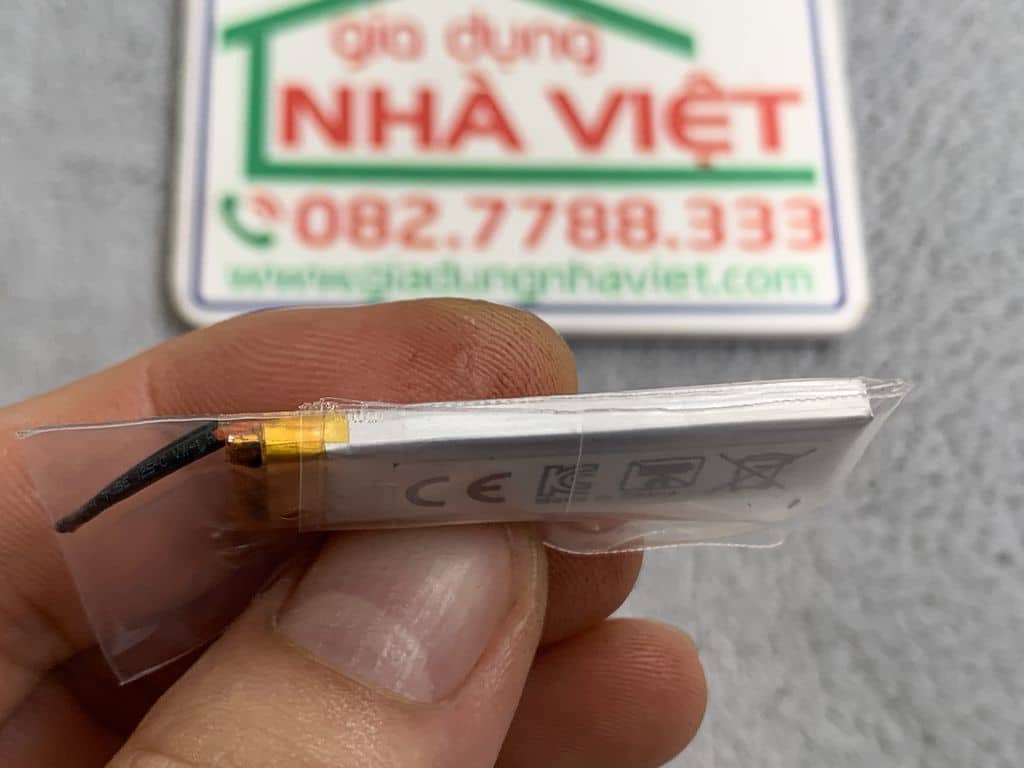 gia dụng
NHÀ VIỆT
082.7788.333
www.giadungnhaviet.com
CE